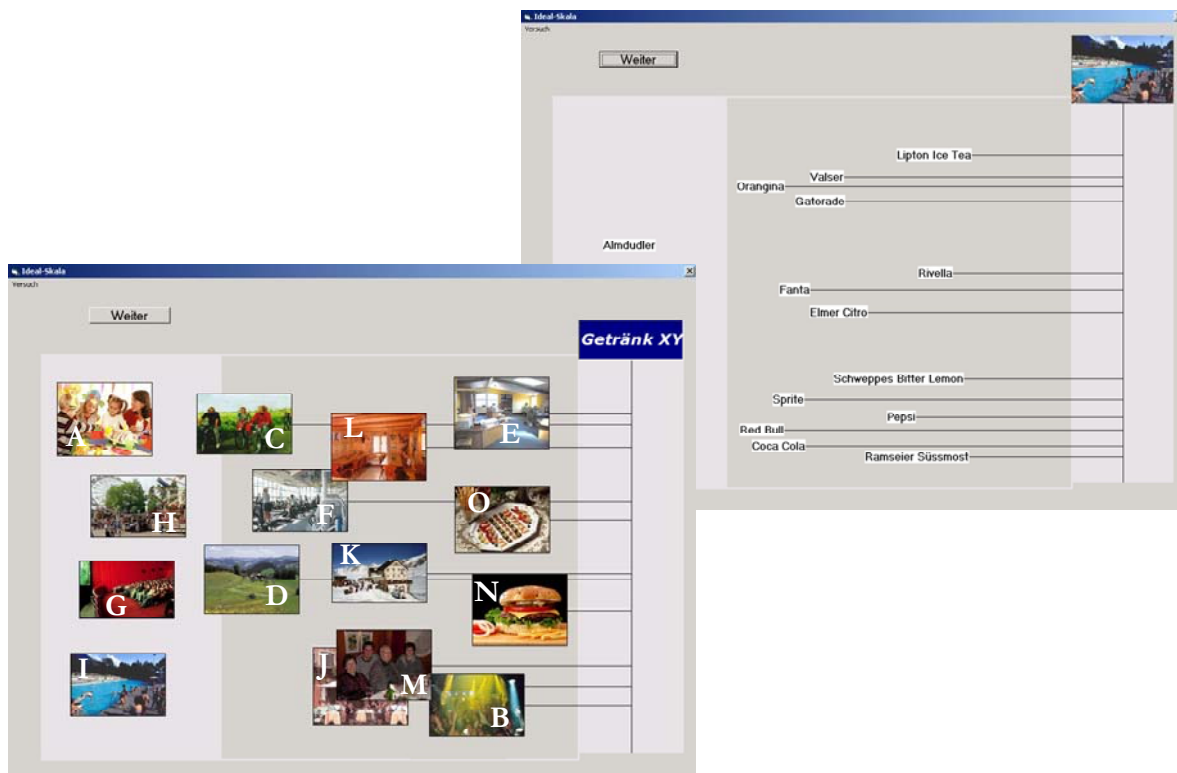 Ideal-Skala
Versuch
Weiter
Lipton Ice Tea
Valser
Orangina
Gatorade
Almdudler
Rivella
Fanta
Elmer Citro
Schweppes Bitter Lemon
Sprite
Pepsi
Red Bull
Coca Cola
Ramseier Süssmost
Ideal-Skala
Versuch
Weiter
Getränk XY
A
C
L
E
H
F
O
G
D
K
N
I
J
M
B